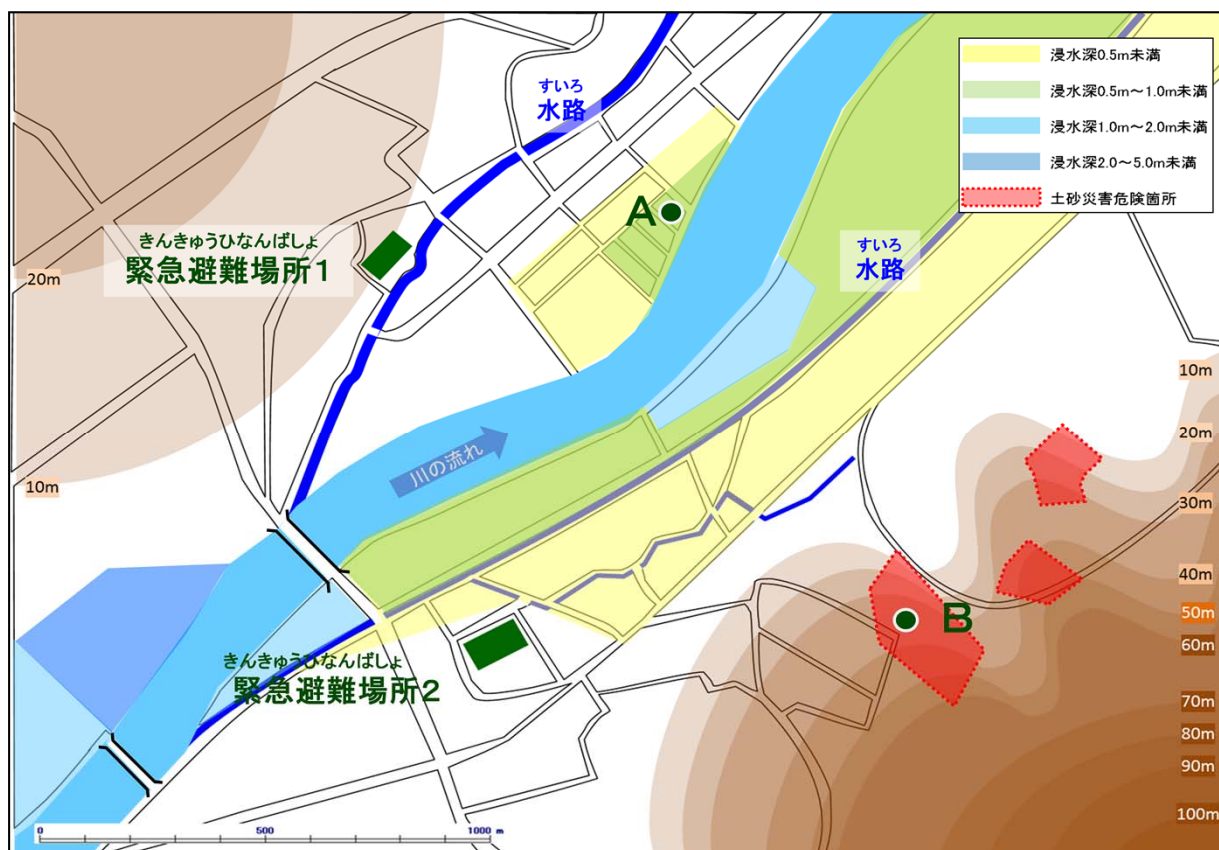 浸水深0.5m未満
浸水深0.5m～1.0m未満
浸水深1.0m～2.0m未満
浸水深2.0～5.0m未満
土砂災害危険箇所
すいろ
水路
A
きんきゅうひなんばしょ
緊急避難場所1
すいろ
水路
20m
10m
川の流れ
10m
20m
30m
40m
50m
60m
70m
80m
90m
100m
B
きんきゅうひなんばしょ
緊急避難場所2
0 500 1000 m